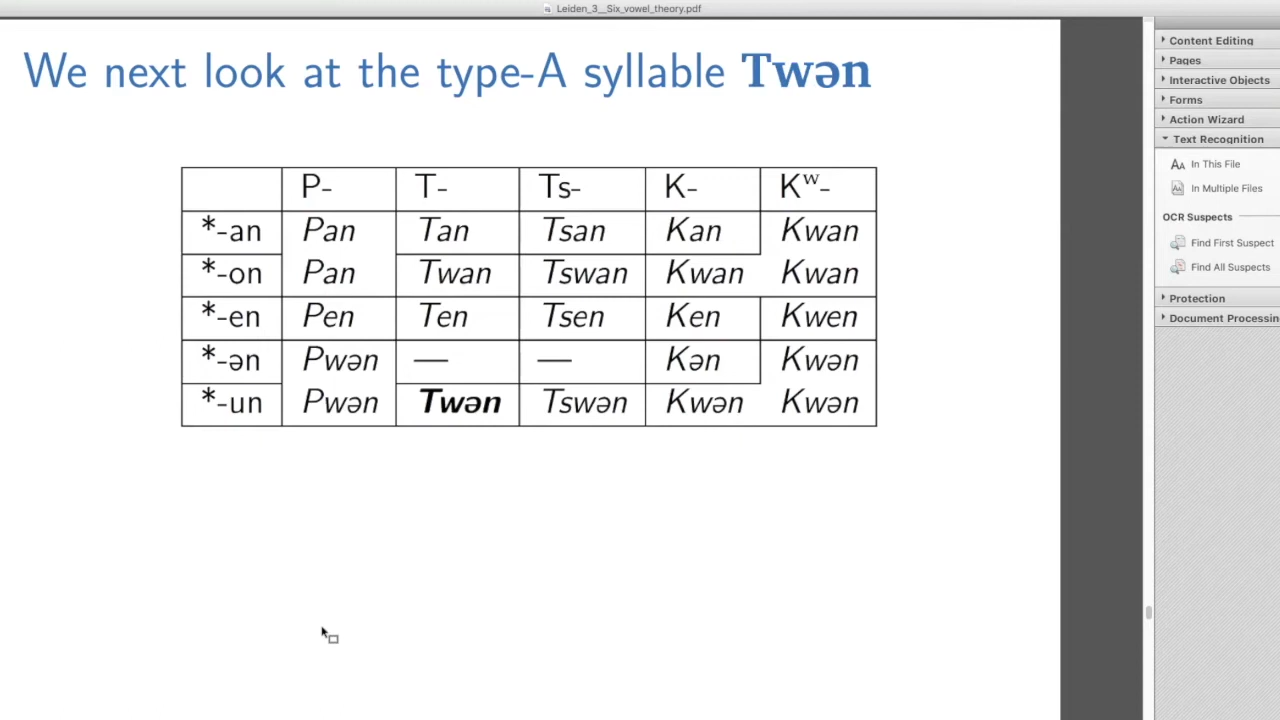 Leiden_3__Six_vowel_theory.pdf
We next look at the type-A syllable Twən
P- T- Ts- K- Kʷ-
*-an Pan Tan Tsan Kan Kwan
*-on Pan Twan Tswan Kwan Kwan
*-en Pen Ten Tsen Ken Kwen
*-ən Pwən — — Kən Kwən
*-un Pwən Twən Tswən Kwən Kwən
Content Editing
Pages
Interactive Objects
Forms
Action Wizard
Text Recognition
In This File
In Multiple Files
OCR Suspects
Find First Suspect
Find All Suspects
Protection
Document Processin